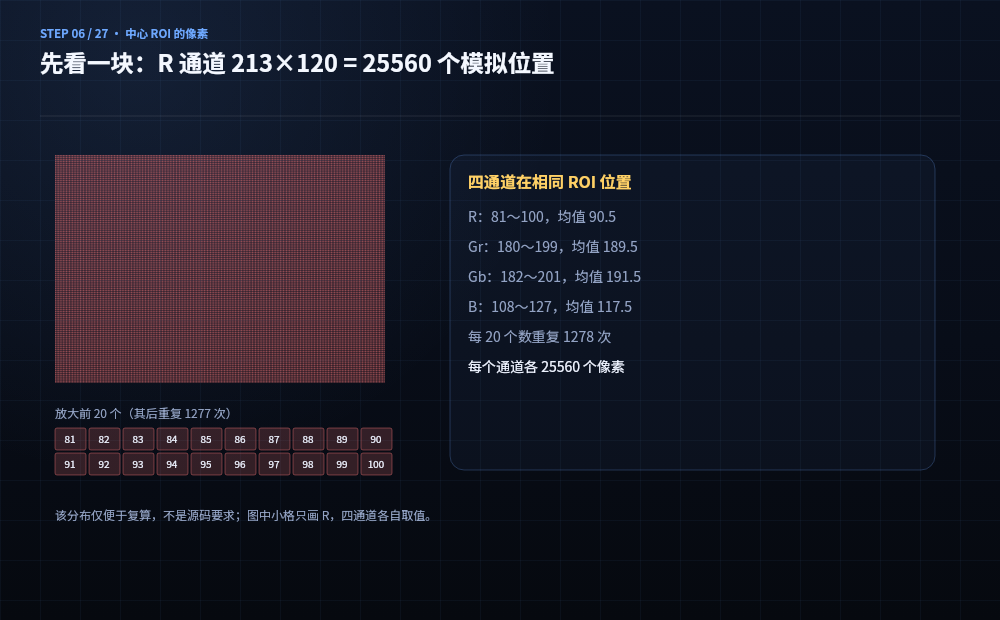 STEP 06 / 27 · 中心 ROI 的像素
先看一块：R 通道 213×120 = 25560 个模拟位置
四通道在相同 ROI 位置
R：81～100，均值 90.5
Gr：180～199，均值 189.5
Gb：182～201，均值 191.5
B：108～127，均值 117.5
每 20 个数重复 1278 次
每个通道各 25560 个像素
放大前 20 个（其后重复 1277 次）
81 82 83 84 85 86 87 88 89 90
91 92 93 94 95 96 97 98 99 100
该分布仅便于复算，不是源码要求；图中小格只画 R，四通道各自取值。